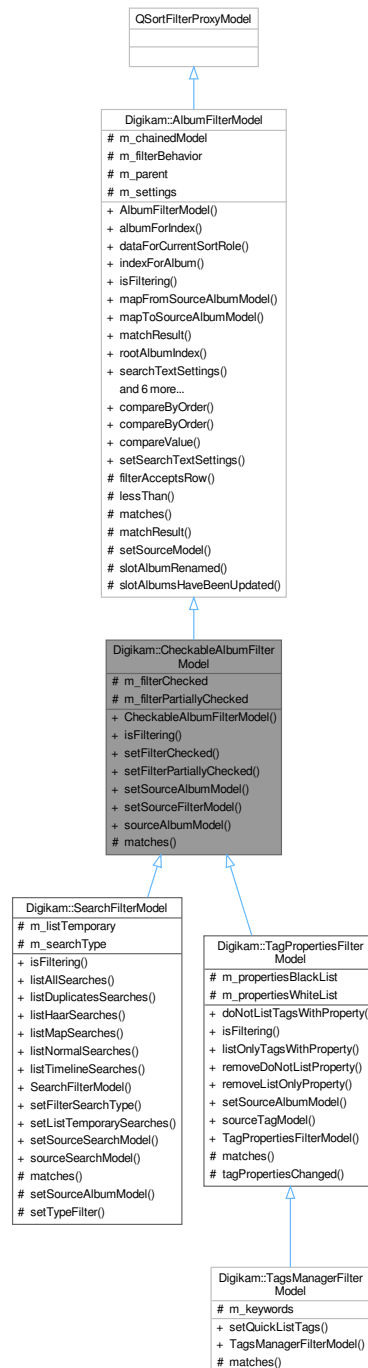 QSortFilterProxyModel
Digikam::AlbumFilterModel
# m_chainedModel
# m_filterBehavior
# m_parent
# m_settings
+ AlbumFilterModel()
+ albumForIndex()
+ dataForCurrentSortRole()
+ indexForAlbum()
+ isFiltering()
+ mapFromSourceAlbumModel()
+ mapToSourceAlbumModel()
+ matchResult()
+ rootAlbumIndex()
+ searchTextSettings()
and 6 more...
+ compareByOrder()
+ compareByOrder()
+ compareValue()
+ setSearchTextSettings()
# filterAcceptsRow()
# lessThan()
# matches()
# matchResult()
# setSourceModel()
# slotAlbumRenamed()
# slotAlbumsHaveBeenUpdated()
Digikam::CheckableAlbumFilter
Model
# m_filterChecked
# m_filterPartiallyChecked
+ CheckableAlbumFilterModel()
+ isFiltering()
+ setFilterChecked()
+ setFilterPartiallyChecked()
+ setSourceAlbumModel()
+ setSourceFilterModel()
+ sourceAlbumModel()
# matches()
Digikam::SearchFilterModel
# m_listTemporary
# m_searchType
+ isFiltering()
+ listAllSearches()
+ listDuplicatesSearches()
+ listHaarSearches()
+ listMapSearches()
+ listNormalSearches()
+ listTimelineSearches()
+ SearchFilterModel()
+ setFilterSearchType()
+ setListTemporarySearches()
+ setSourceSearchModel()
+ sourceSearchModel()
# matches()
# setSourceAlbumModel()
# setTypeFilter()
Digikam::TagPropertiesFilter
Model
# m_propertiesBlackList
# m_propertiesWhiteList
+ doNotListTagsWithProperty()
+ isFiltering()
+ listOnlyTagsWithProperty()
+ removeDoNotListProperty()
+ removeListOnlyProperty()
+ setSourceAlbumModel()
+ sourceTagModel()
+ TagPropertiesFilterModel()
# matches()
# tagPropertiesChanged()
Digikam::TagsManagerFilter
Model
# m_keywords
+ setQuickListTags()
+ TagsManagerFilterModel()
# matches()